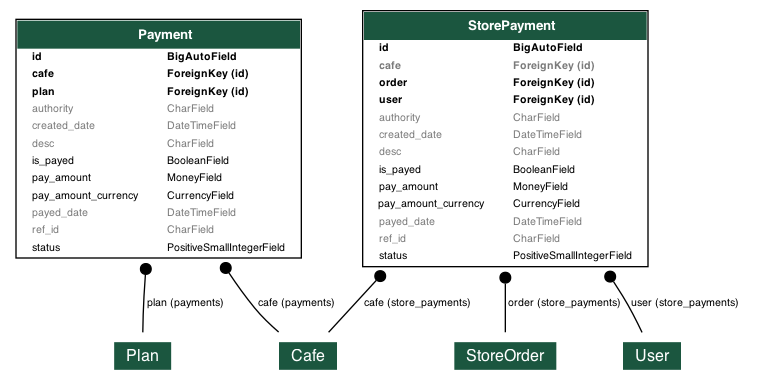 Payment
id BigAutoField
cafe ForeignKey (id)
plan ForeignKey (id)
authority CharField
created_date DateTimeField
desc CharField
is_payed BooleanField
pay_amount MoneyField
pay_amount_currency CurrencyField
payed_date DateTimeField
ref_id CharField
status PositiveSmallIntegerField
StorePayment
id BigAutoField
cafe ForeignKey (id)
order ForeignKey (id)
user ForeignKey (id)
authority CharField
created_date DateTimeField
desc CharField
is_payed BooleanField
pay_amount MoneyField
pay_amount_currency CurrencyField
payed_date DateTimeField
ref_id CharField
status PositiveSmallIntegerField
plan (payments)
cafe (payments)
cafe (store_payments)
order (store_payments)
user (store_payments)
Plan
Cafe
StoreOrder
User